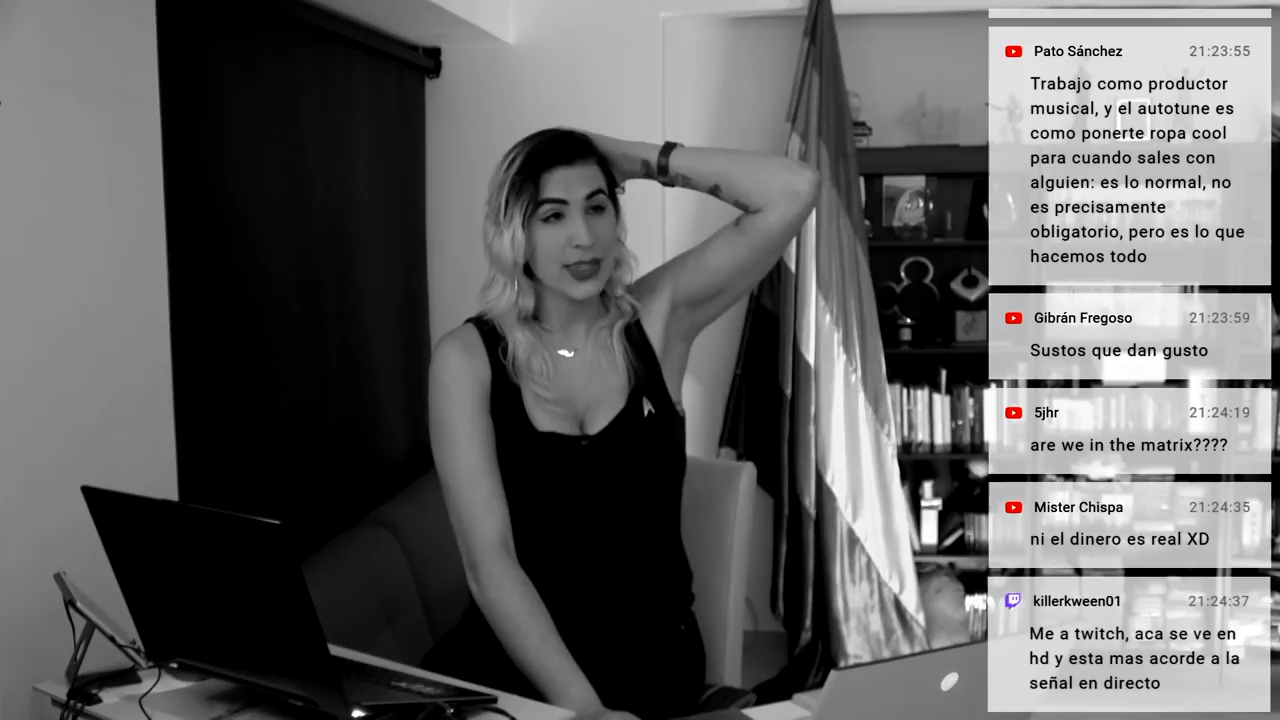 Pato Sánchez 21:23:55
Trabajo como productor
musical, y el autotune es
como ponerte ropa cool
para cuando sales con
alguien: es lo normal, no
es precisamente
obligatorio, pero es lo que
hacemos todo
Gibrán Fregoso 21:23:59
Sustos que dan gusto
5jhr 21:24:19
are we in the matrix????
Mister Chispa 21:24:35
ni el dinero es real XD
killerkween01 21:24:37
Me a twitch, aca se ve en
hd y esta mas acorde a la
señal en directo